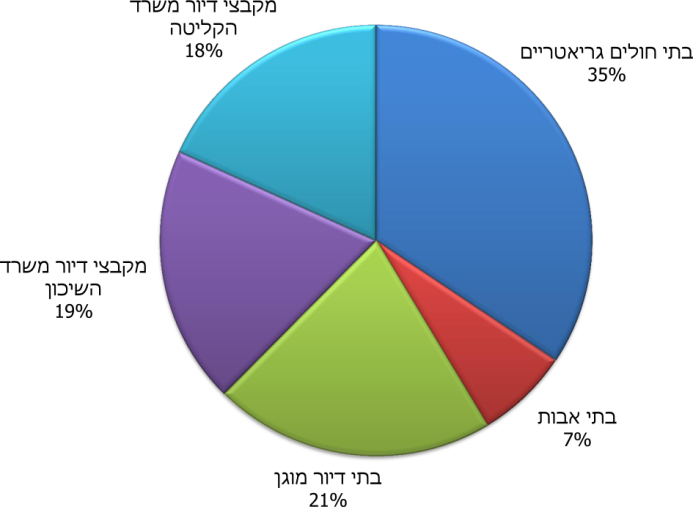 מקבצי דיור משרד
הקליטה
18%
בתי חולים גריאטריים
35%
מקבצי דיור משרד
השיכון
19%
בתי אבות
7%
בתי דיור מוגן
21%